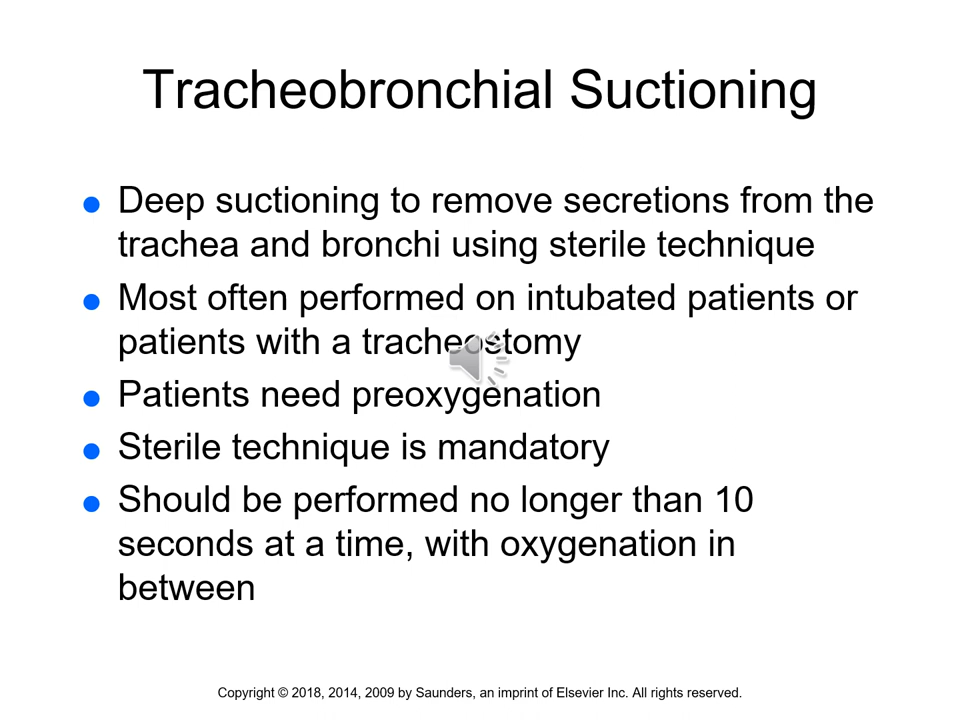 Tracheobronchial Suctioning
Deep suctioning to remove secretions from the
trachea and bronchi using sterile technique
Most often performed on intubated patients or
patients with a tracheostomy
Patients need preoxygenation
Sterile technique is mandatory
Should be performed no longer than 10
seconds at a time, with oxygenation in
between
Copyright © 2018, 2014, 2009 by Saunders, an imprint of Elsevier Inc. All rights reserved.